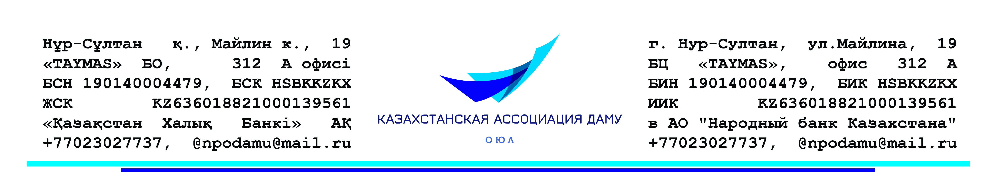 Нұр-Сұлтан қ., Майлин к., 19
«TAYMAS» БО, 312 А офисі
БСН 190140004479, БСК HSBKKZKX
ЖСК KZ636018821000139561
«Қазақстан Халық Банкі» АҚ
+77023027737, @npodamu@mail.ru
КАЗАХСТАНСКАЯ АССОЦИАЦИЯ ДАМУ
ОЮЛ
г. Нур-Султан, ул.Майлина, 19
БЦ «TAYMAS», офис 312 А
БИН 190140004479, БИК HSBKKZKX
ИИК KZ636018821000139561
в АО "Народный банк Казахстана"
+77023027737, @npodamu@mail.ru